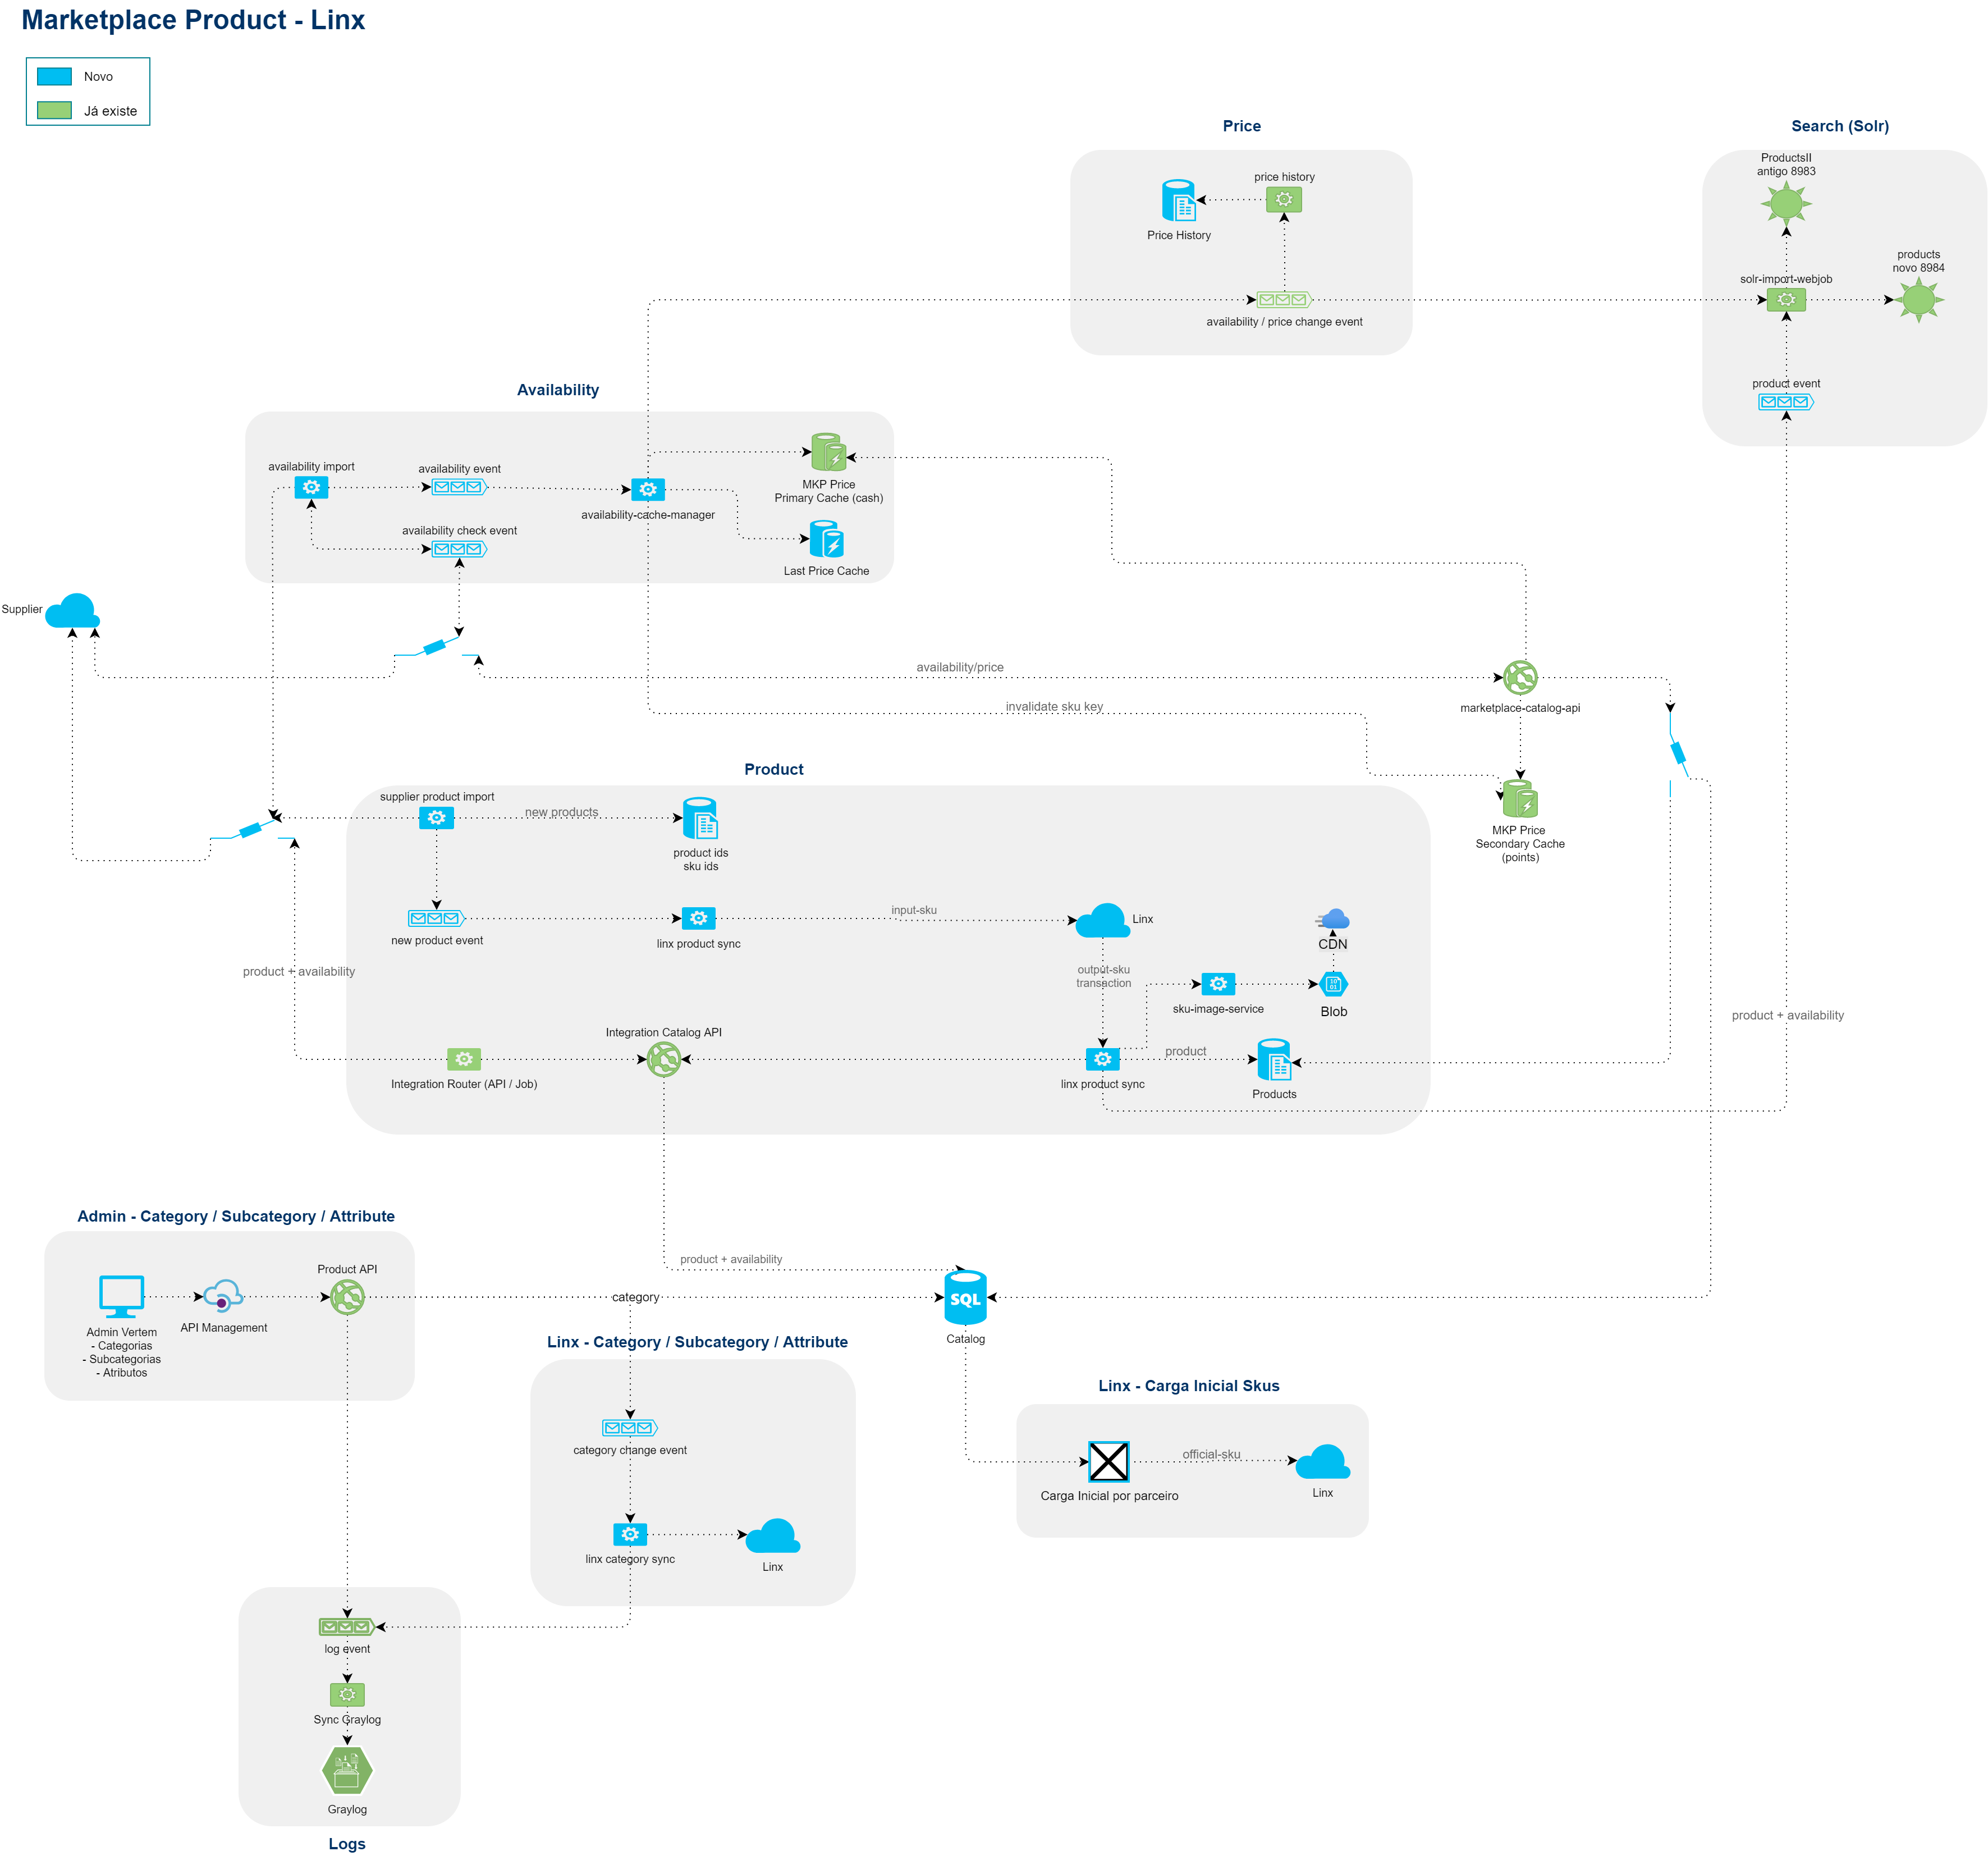 Marketplace Product - Linx
Novo
Já existe
Price
Search (Solr)
ProductsII
antigo 8983
price history
Price History
products
novo 8984
solr-import-webjob
availability / price change event
product event
Availability
availability import
availability event
MKP Price
Primary Cache (cash)
availability-cache-manager
availability check event
Last Price Cache
Supplier
availability/price
invalidate sku key
marketplace-catalog-api
Product
supplier product import
new products
product ids
sku ids
MKP Price
Secondary Cache
(points)
new product event
linx product sync
input-sku
Linx
CDN
product + availability
output-sku
transaction
sku-image-service
Blob
product + availability
Integration Catalog API
product
Integration Router (API / Job)
linx product sync
Products
Admin - Category / Subcategory / Attribute
product + availability
Product API
category
SQL
API Management
Admin Vertem
- Categorias
- Subcategorias
- Atributos
Catalog
Linx - Category / Subcategory / Attribute
Linx - Carga Inicial Skus
category change event
official-sku
Carga Inicial por parceiro
Linx
linx category sync
Linx
log event
Sync Graylog
Graylog
Logs